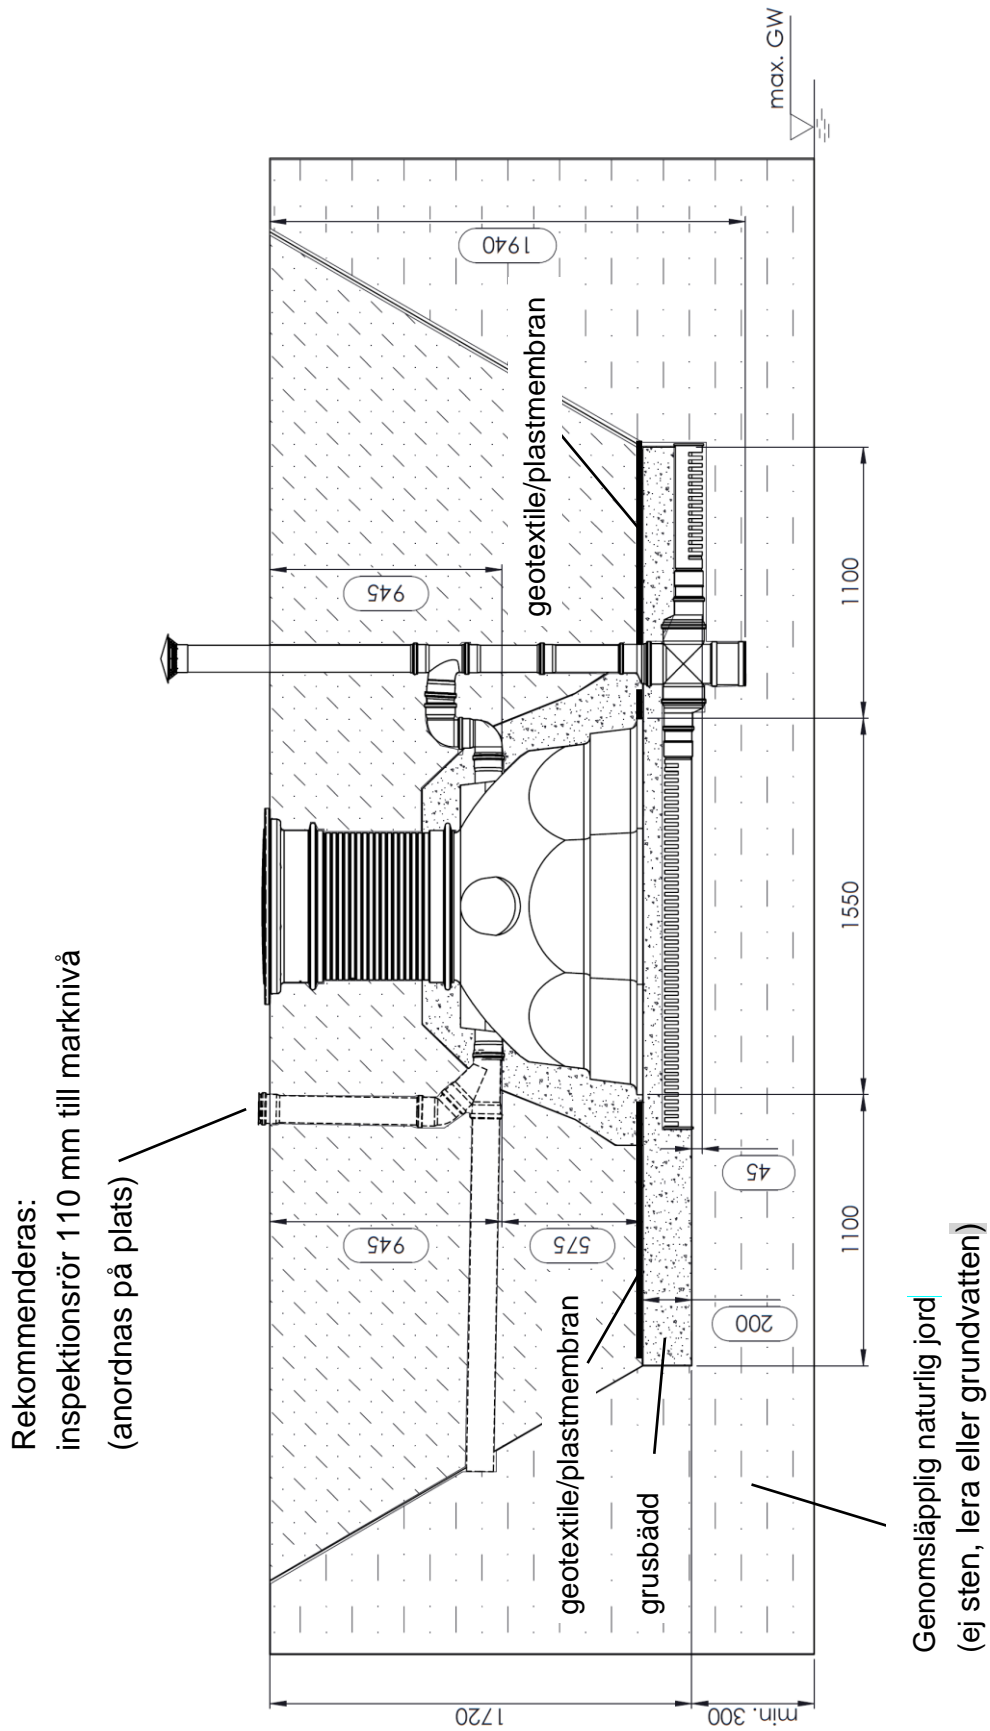 Rekommenderas:
inspektionsrör 110 mm till marknivå
(anordnas på plats)
max. GW
1940
945
geotextile/plastmembran
1100
1550
1100
45
945
575
200
geotextile/plastmembran
grusbädd
Genomsläpplig naturlig jord
(ej sten, lera eller grundvatten)
1720
min. 300